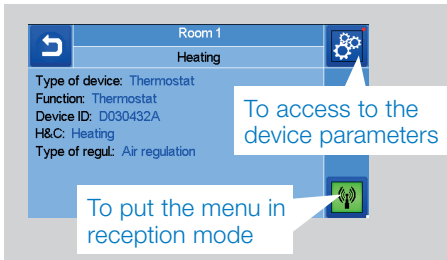 Room 1
Heating
Type of device: Thermostat
Function: Thermostat
Device ID: D030432A
H&C: Heating
Type of regul.: Air regulation
To access to the
device parameters
To put the menu in
reception mode